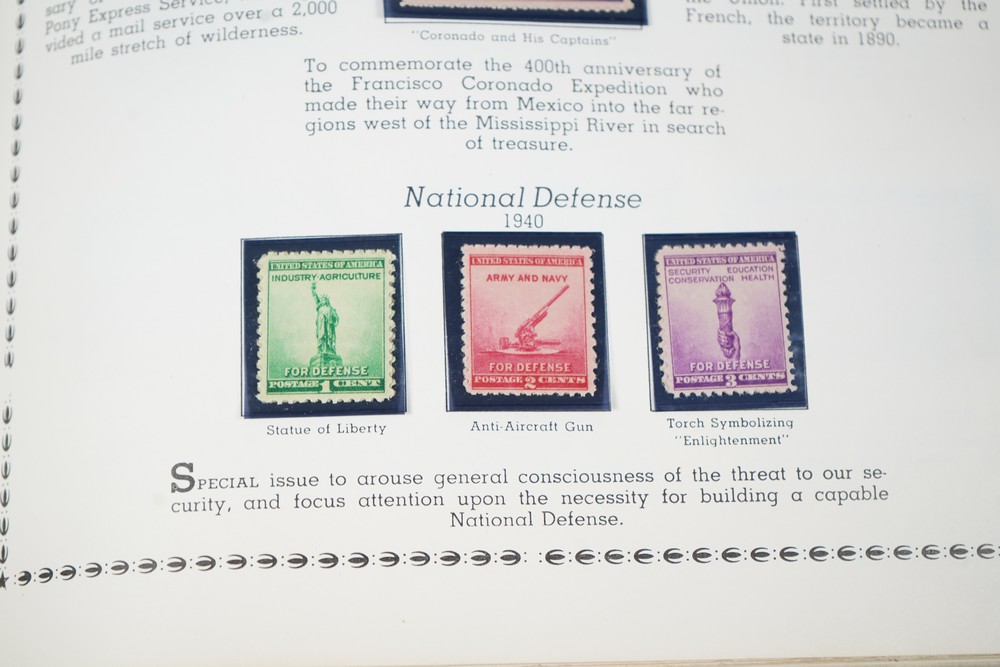 Pony Express Service,
vided a mail service over a 2,000
mile stretch of wilderness.
"Coronado and His Captains"
the Union. First settled by the
French, the territory became a
state in 1890.
To commemorate the 400th anniversary of
the Francisco Coronado Expedition who
made their way from Mexico into the far re-
gions west of the Mississippi River in search
of treasure.
National Defense
1940
UNITED STATES OF AMERICA
INDUSTRY AGRICULTURE
FOR DEFENSE
POSTAGE 1 CENT
UNITED STATES OF AMERICA
ARMY AND NAVY
FOR DEFENSE
POSTAGE 2 CENTS
UNITED STATES OF AMERICA
SECURITY EDUCATION
CONSERVATION HEALTH
FOR DEFENSE
POSTAGE 3 CENTS
Statue of Liberty
Anti-Aircraft Gun
Torch Symbolizing
"Enlightenment"
SPECIAL issue to arouse general consciousness of the threat to our se-
curity, and focus attention upon the necessity for building a capable
National Defense.